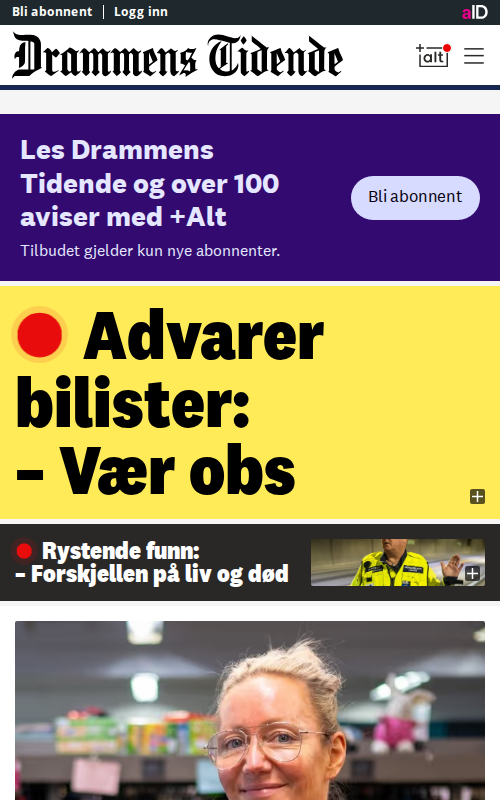 Bli abonnent | Logg inn
aID
Drammens Tidende
+alt
Les Drammens
Tidende og over 100
aviser med +Alt
Tilbudet gjelder kun nye abonnenter.
Bli abonnent
Advarer
bilister:
– Vær obs
Rystende funn:
– Forskjellen på liv og død